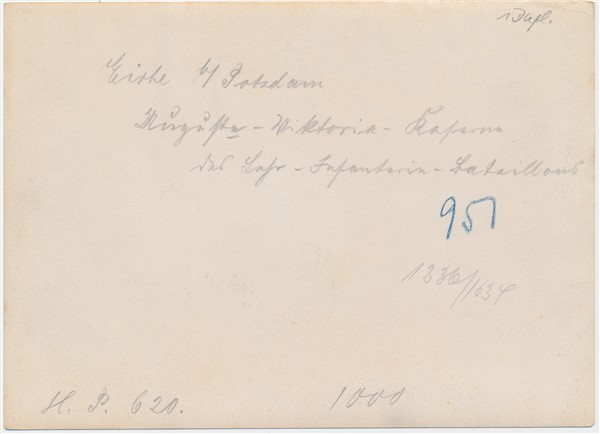 1 Dupl.
Eiche b/ Potsdam
Auguste-Viktoria-Kaserne
des Lehr-Infanterie-Bataillons
951
1336/1634
H. P. 620.
1000